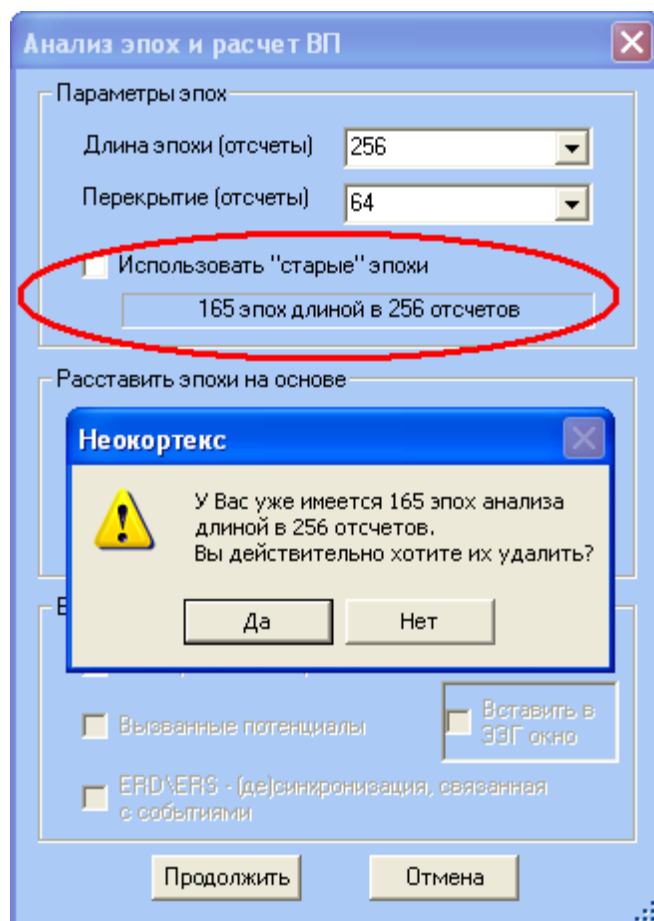 Анализ эпох и расчет ВП
Параметры эпох
Длина эпохи (отсчеты)
256
Перекрытие (отсчеты)
64
Использовать "старые" эпохи
165 эпох длиной в 256 отсчетов
Расставить эпохи на основе
Неокортекс
У Вас уже имеется 165 эпох анализа
длиной в 256 отсчетов.
Вы действительно хотите их удалить?
Да
Нет
Вызванные потенциалы
Вставить в
ЭЭГ окно
ERD\ERS - (де)синхронизация, связанная
с событиями
Продолжить
Отмена